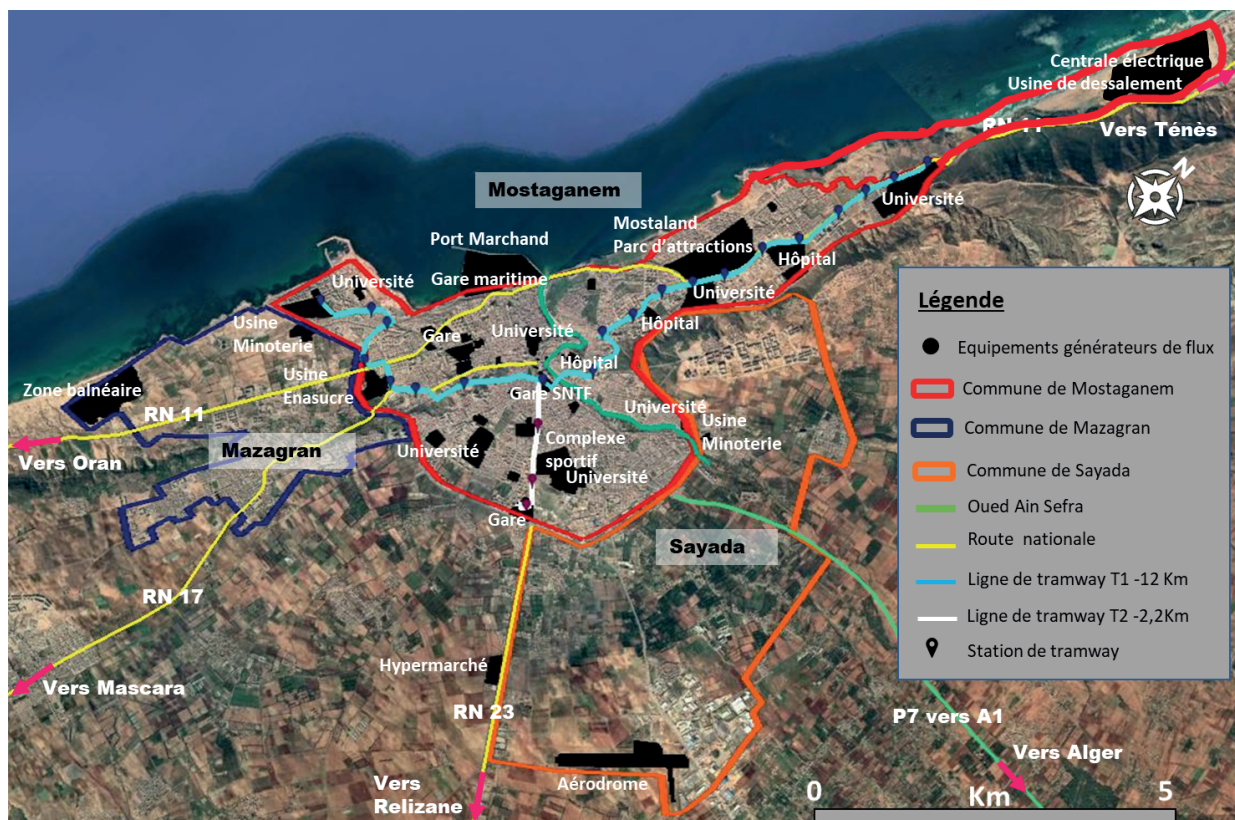 Centrale électrique
Usine de dessalement
RN 11
Vers Ténès
N
Mostaganem
Université
Mostaland
Parc d'attractions
Port Marchand
Hôpital
Gare maritime
Université
Université
Usine
Minoterie
Hôpital
Gare
Université
Hôpital
Usine
Enasucre
Zone balnéaire
Gare SNTF
RN 11
Université
Usine
Minoterie
Vers Oran
Mazagran
Université
Complexe
sportif
Université
Gare
Sayada
RN 17
Hypermarché
Vers Mascara
RN 23
P7 vers A1
Vers Alger
Vers
Relizane
Aérodrome
0
Km
5
Légende
Equipements générateurs de flux
Commune de Mostaganem
Commune de Mazagran
Commune de Sayada
Oued Ain Sefra
Route nationale
Ligne de tramway T1 -12 Km
Ligne de tramway T2 -2,2Km
Station de tramway